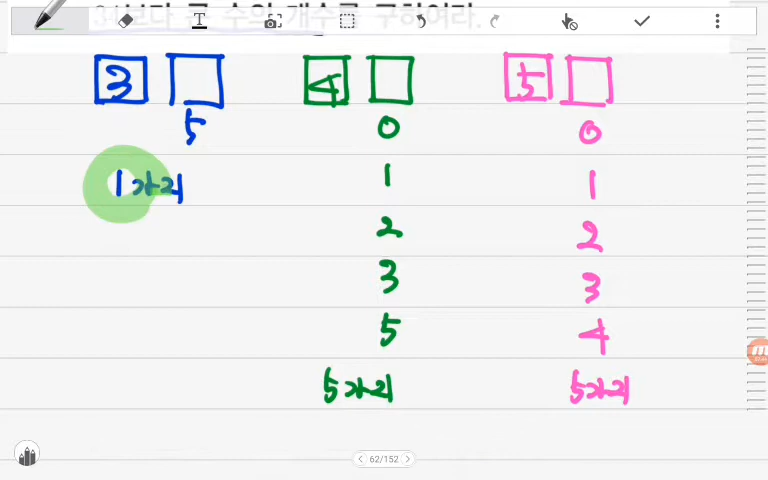 34보다 큰 수의 개수를 구하여라.
3 4 5
5 0 0
1가지 1 1
2 2
3 3
5 4
5가지 5가지
62/152